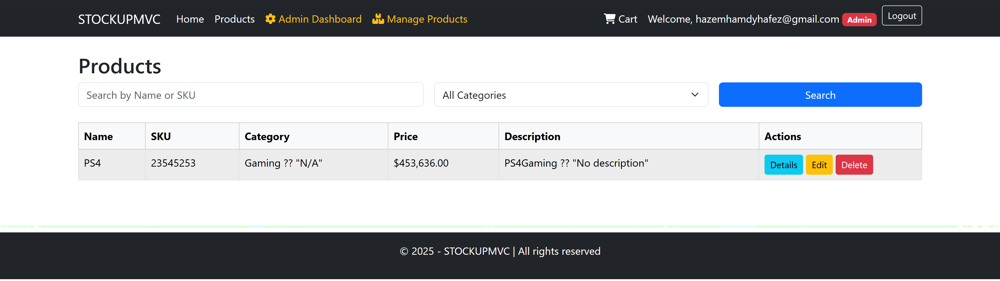 STOCKUPMVC Home Products Admin Dashboard Manage Products Cart Welcome, hazemhamdyhafez@gmail.com Admin Logout
Products
Search by Name or SKU All Categories Search
Name SKU Category Price Description Actions
PS4 23545253 Gaming ?? "N/A" $453,636.00 PS4Gaming ?? "No description" Details Edit Delete
© 2025 - STOCKUPMVC | All rights reserved